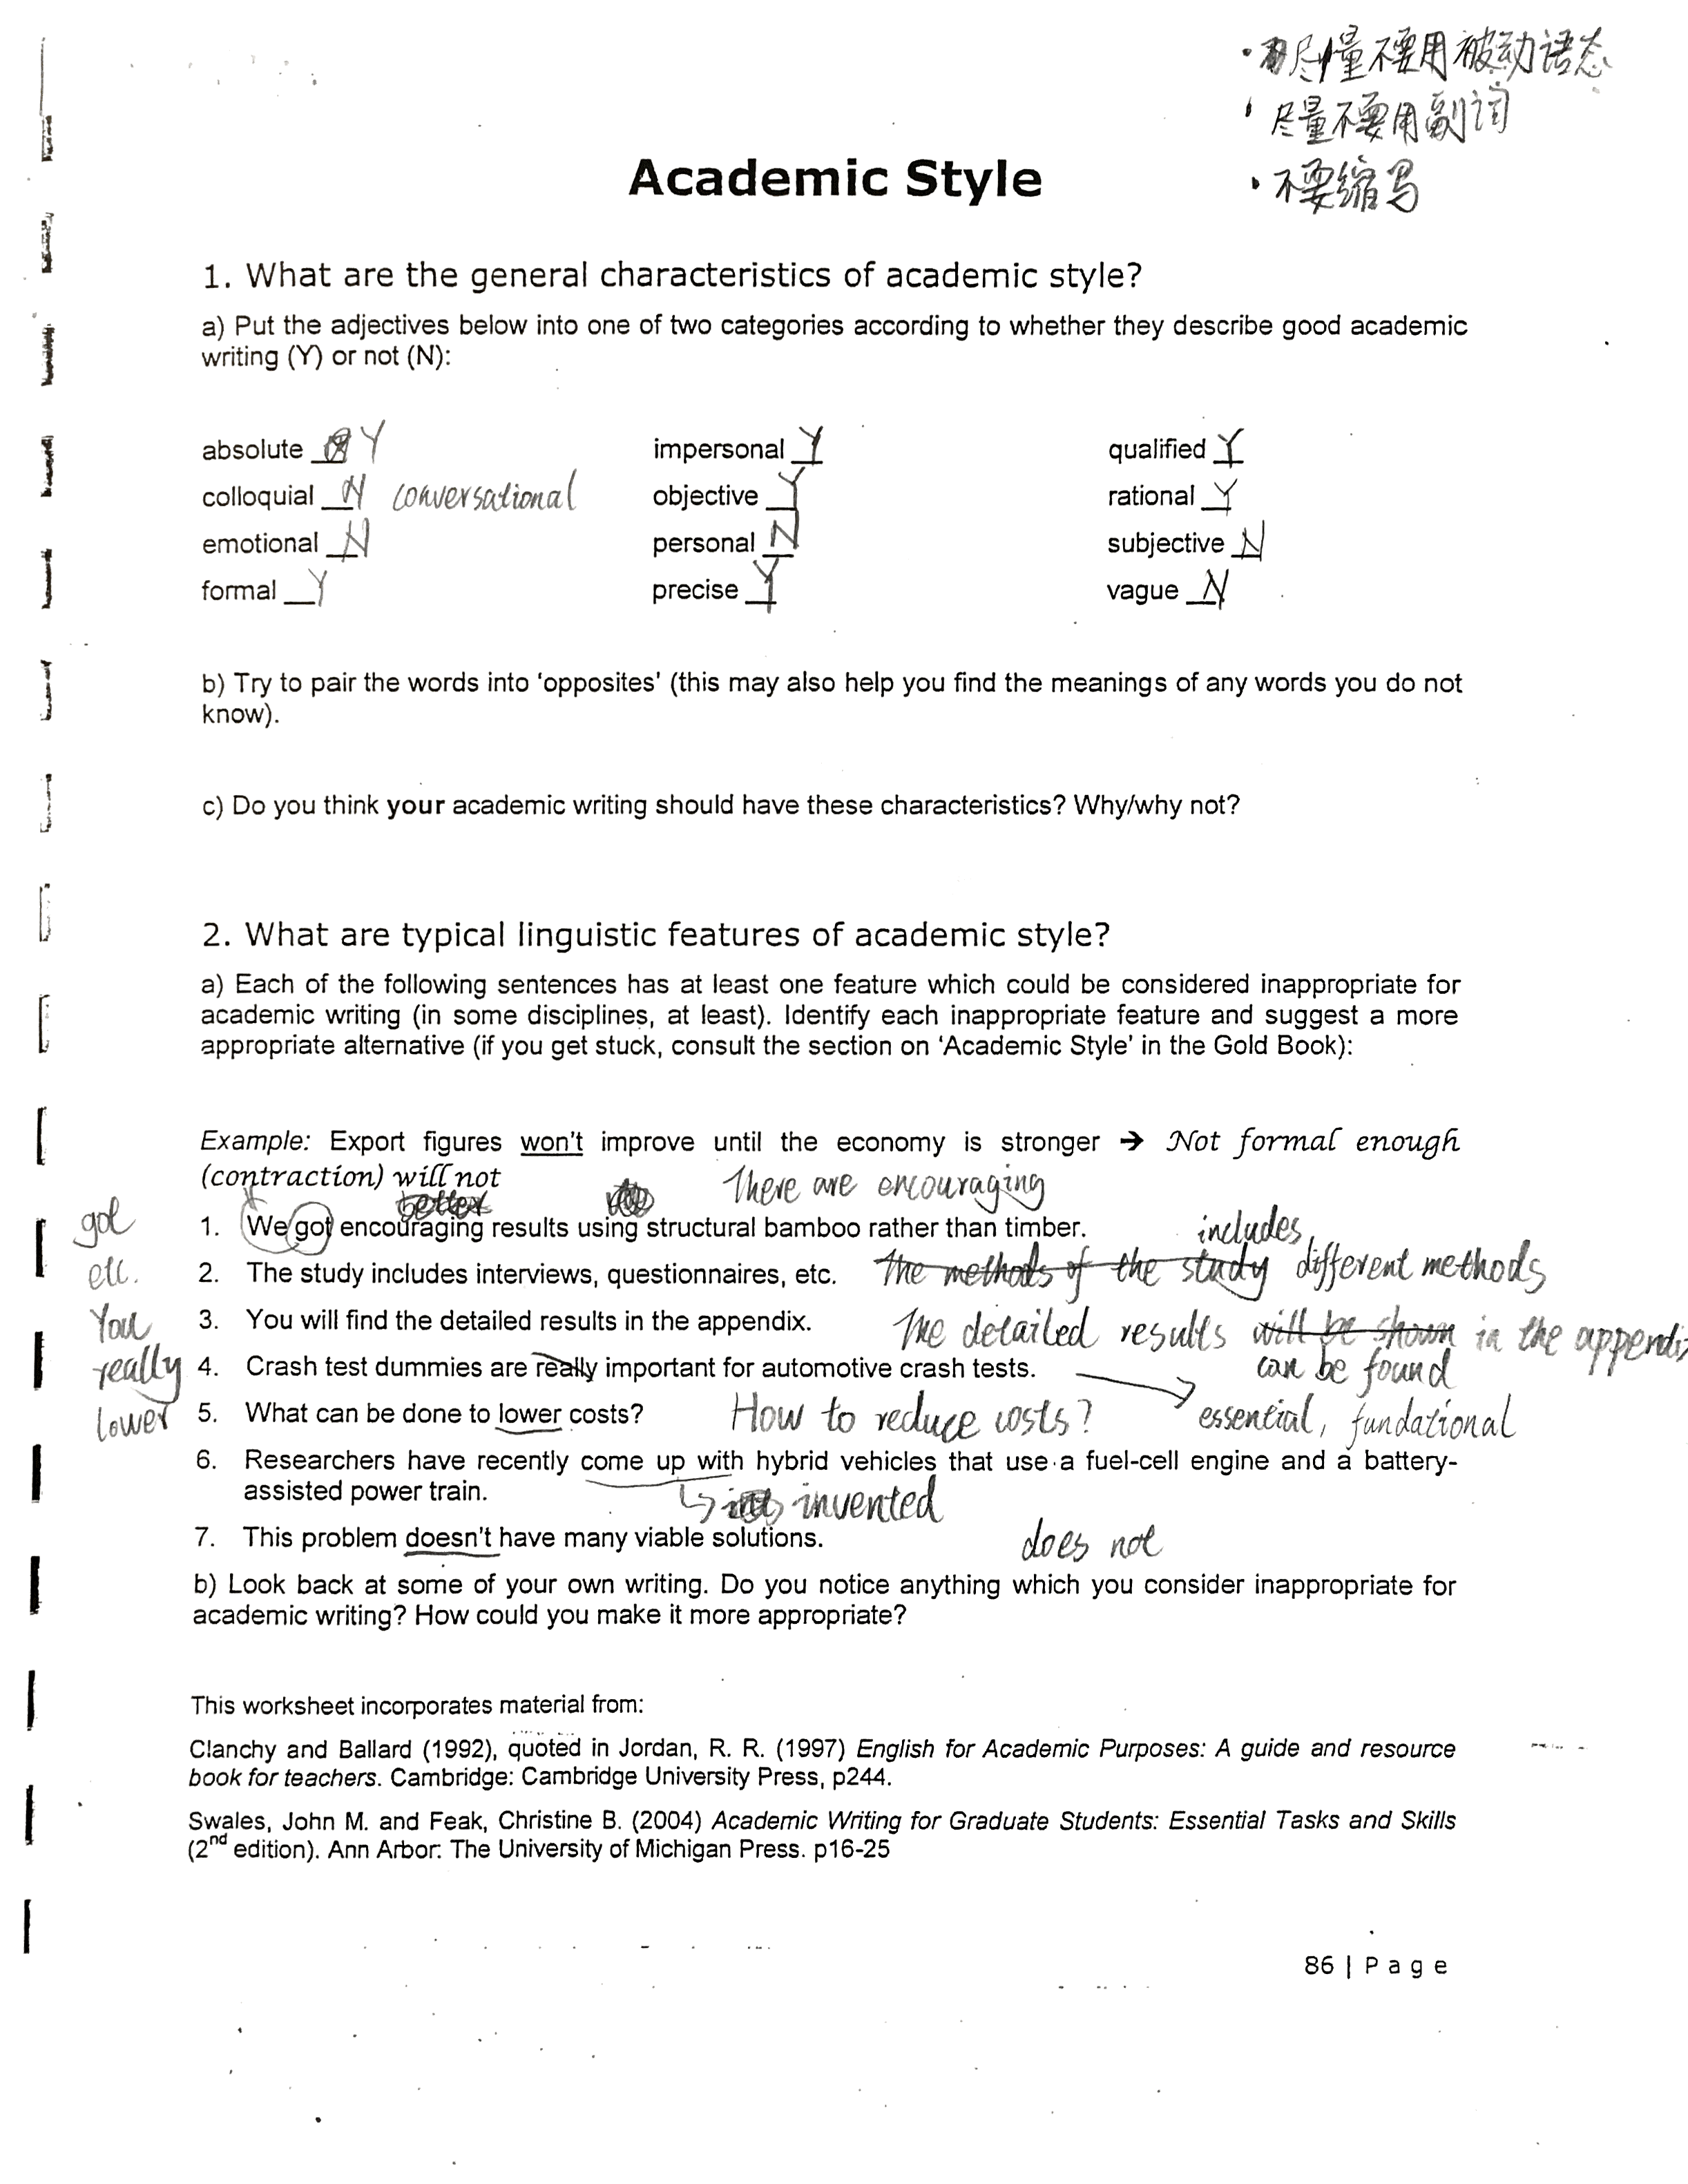 · 尽量不要用被动语态
· 尽量不要用副词
· 不要缩写
Academic Style
1. What are the general characteristics of academic style?
a) Put the adjectives below into one of two categories according to whether they describe good academic
writing (Y) or not (N):
absolute Y impersonal Y qualified Y
colloquial N conversational objective Y rational Y
emotional N personal N subjective N
formal Y precise Y vague N
b) Try to pair the words into ‘opposites’ (this may also help you find the meanings of any words you do not
know).
c) Do you think your academic writing should have these characteristics? Why/why not?
2. What are typical linguistic features of academic style?
a) Each of the following sentences has at least one feature which could be considered inappropriate for
academic writing (in some disciplines, at least). Identify each inappropriate feature and suggest a more
appropriate alternative (if you get stuck, consult the section on ‘Academic Style’ in the Gold Book):
Example: Export figures won’t improve until the economy is stronger → Not formal enough
(contraction) will not
better There are encouraging
got 1. We got encouraging results using structural bamboo rather than timber.
includes
etc. 2. The study includes interviews, questionnaires, etc. The methods of the study different methods
You 3. You will find the detailed results in the appendix. The detailed results will be shown in the appendix
really 4. Crash test dummies are really important for automotive crash tests. can be found
lower 5. What can be done to lower costs? How to reduce costs? essential, fundational
6. Researchers have recently come up with hybrid vehicles that use a fuel-cell engine and a battery-
assisted power train. invented
7. This problem doesn’t have many viable solutions. does not
b) Look back at some of your own writing. Do you notice anything which you consider inappropriate for
academic writing? How could you make it more appropriate?
This worksheet incorporates material from:
Clanchy and Ballard (1992), quoted in Jordan, R. R. (1997) English for Academic Purposes: A guide and resource
book for teachers. Cambridge: Cambridge University Press, p244.
Swales, John M. and Feak, Christine B. (2004) Academic Writing for Graduate Students: Essential Tasks and Skills
(2nd edition). Ann Arbor: The University of Michigan Press. p16-25
86 | Page